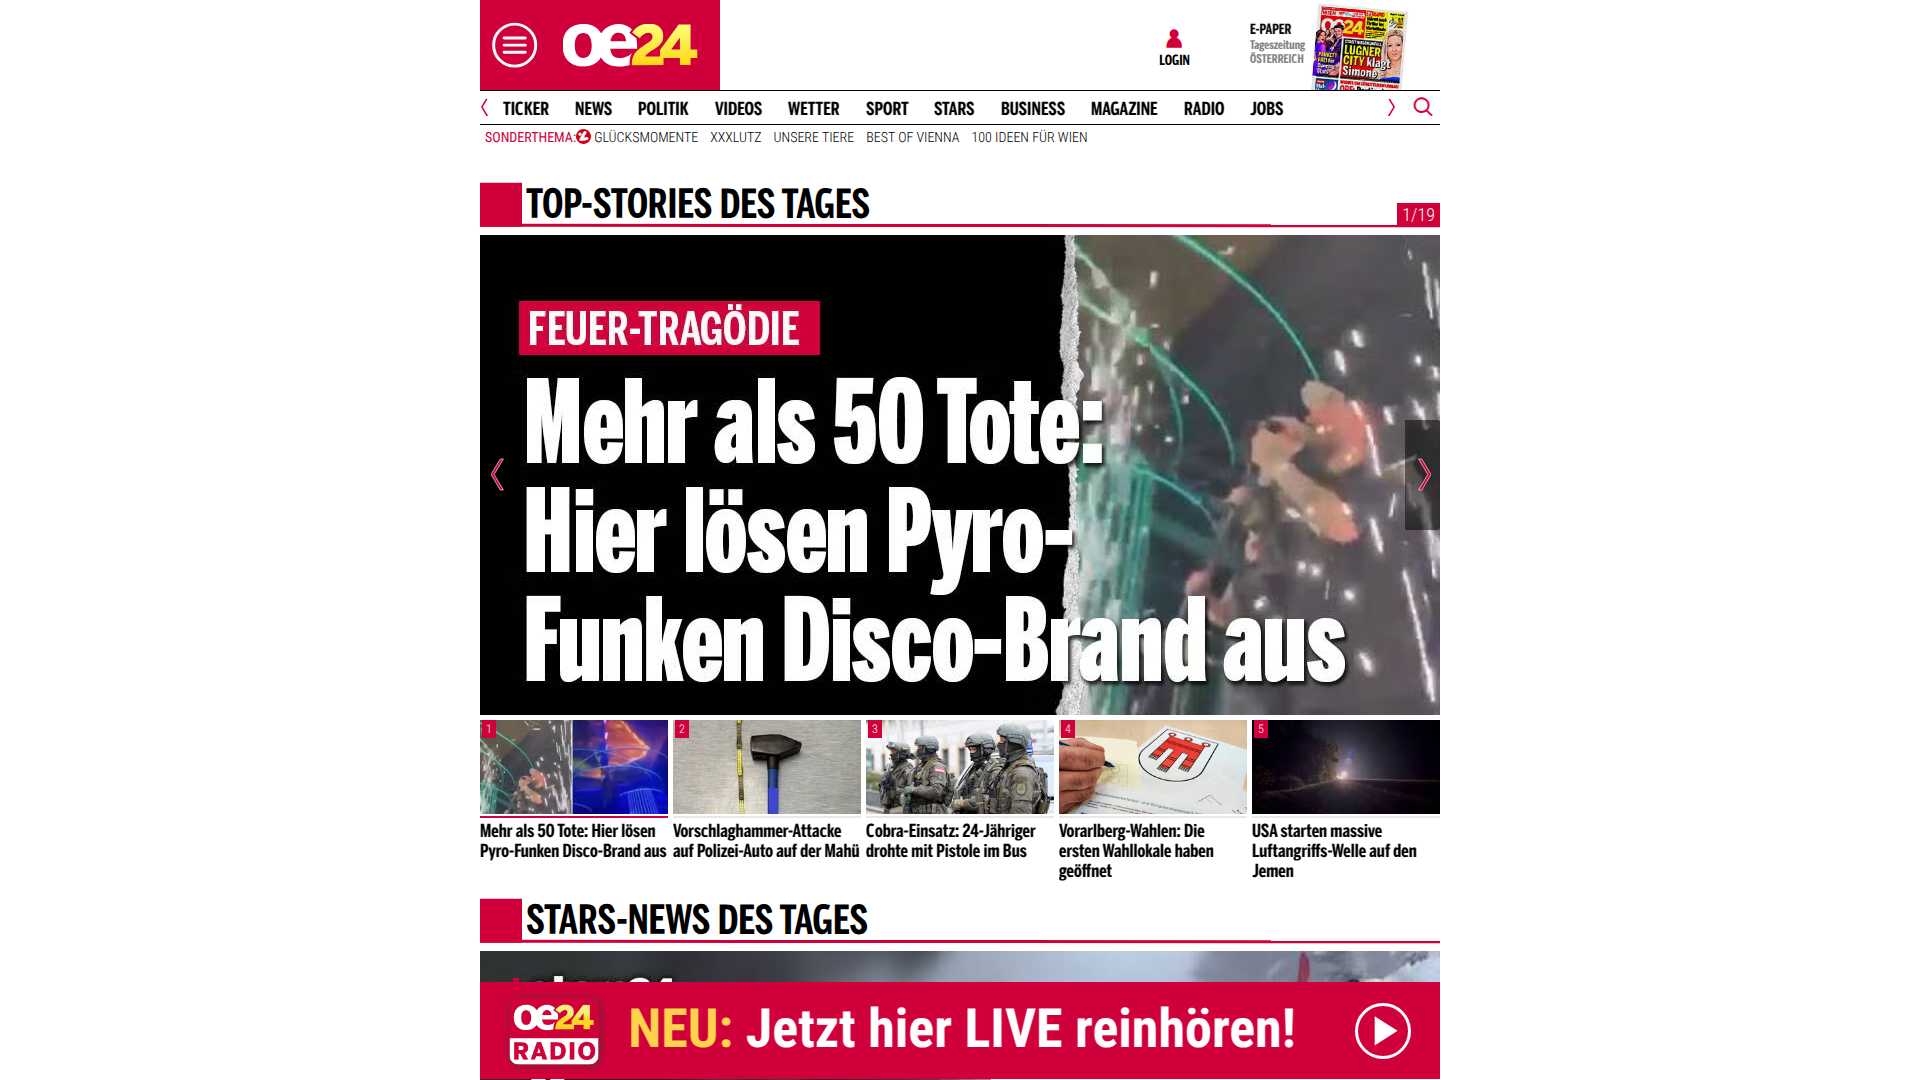 oe24
LOGIN
E-PAPER
Tageszeitung
ÖSTERREICH
oe24
LUGNER
CITY klagt
Simone
TICKER NEWS POLITIK VIDEOS WETTER SPORT STARS BUSINESS MAGAZINE RADIO JOBS
SONDERTHEMA: GLÜCKSMOMENTE XXXLUTZ UNSERE TIERE BEST OF VIENNA 100 IDEEN FÜR WIEN
TOP-STORIES DES TAGES
1/19
FEUER-TRAGÖDIE
Mehr als 50 Tote:
Hier lösen Pyro-
Funken Disco-Brand aus
1
2
3
4
5
Mehr als 50 Tote: Hier lösen
Pyro-Funken Disco-Brand aus
Vorschlaghammer-Attacke
auf Polizei-Auto auf der Mahü
Cobra-Einsatz: 24-Jähriger
drohte mit Pistole im Bus
Vorarlberg-Wahlen: Die
ersten Wahllokale haben
geöffnet
USA starten massive
Luftangriffs-Welle auf den
Jemen
STARS-NEWS DES TAGES
oe24
RADIO
NEU: Jetzt hier LIVE reinhören!